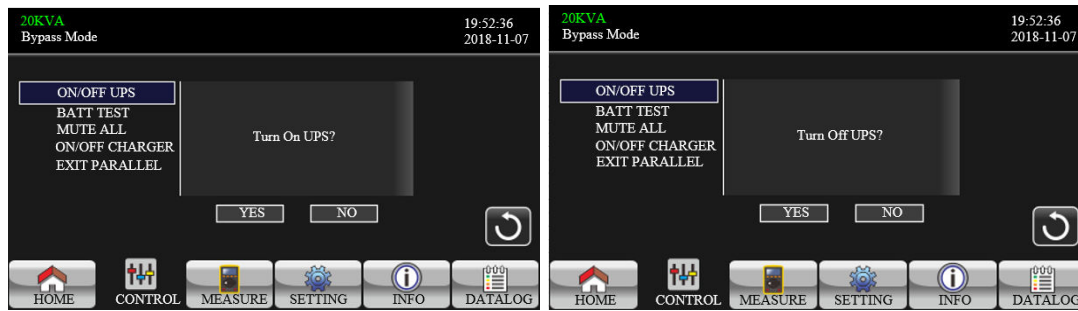 20KVA
Bypass Mode
19:52:36
2018-11-07
ON/OFF UPS
BATT TEST
MUTE ALL
ON/OFF CHARGER
EXIT PARALLEL
Turn On UPS?
YES NO
HOME CONTROL MEASURE SETTING INFO DATALOG
20KVA
Bypass Mode
19:52:36
2018-11-07
ON/OFF UPS
BATT TEST
MUTE ALL
ON/OFF CHARGER
EXIT PARALLEL
Turn Off UPS?
YES NO
HOME CONTROL MEASURE SETTING INFO DATALOG